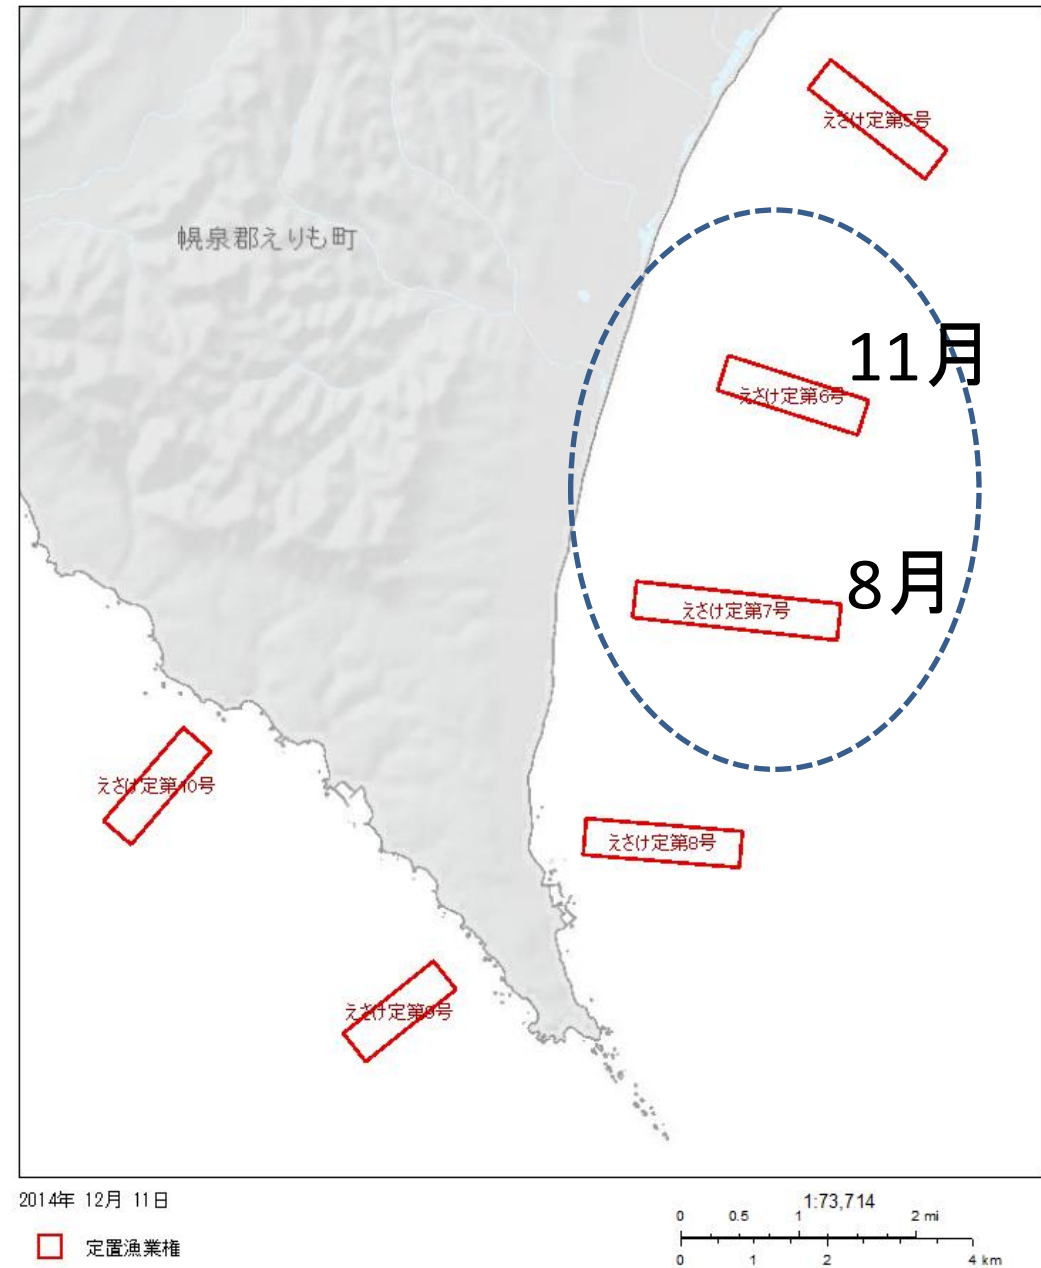 えさけ定第5号
幌泉郡えりも町
11月
えさけ定第6号
8月
えさけ定第7号
えさけ定第10号
えさけ定第8号
えさけ定第9号
2014年 12月 11日
1:73,714
0 0.5 1 2 mi
定置漁業権
0 1 2 4 km